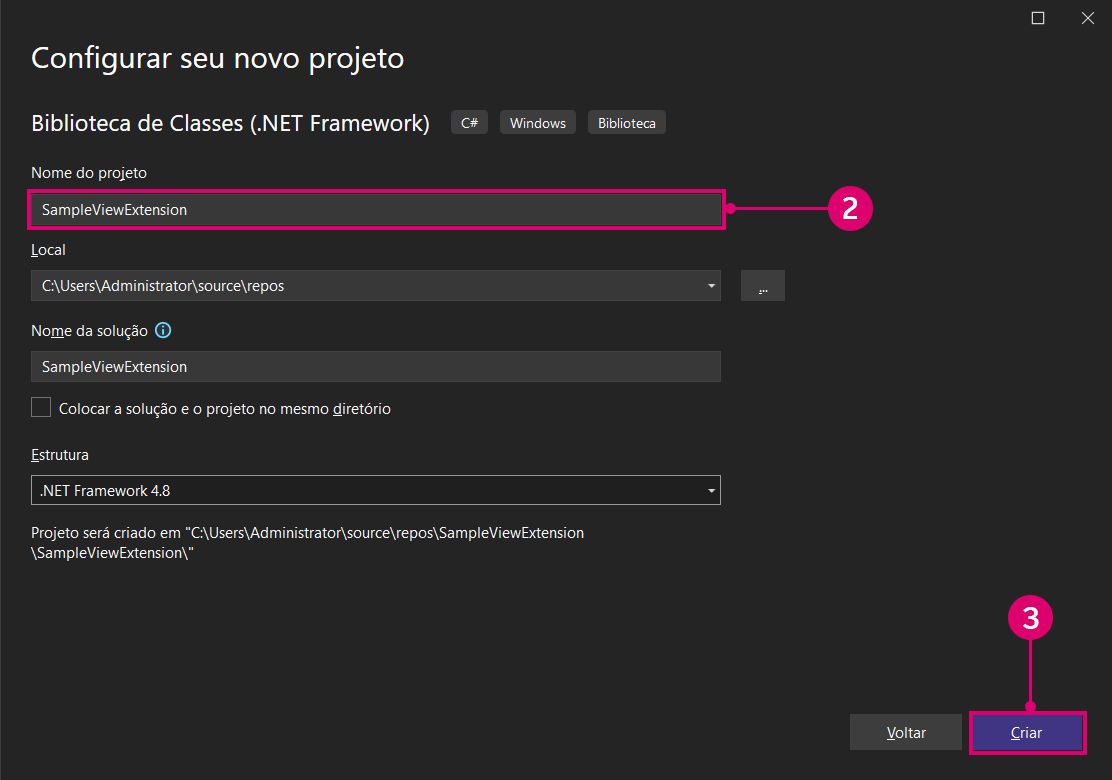 Configurar seu novo projeto
Biblioteca de Classes (.NET Framework) C# Windows Biblioteca
Nome do projeto
SampleViewExtension
2
Local
C:\Users\Administrator\source\repos
...
Nome da solução
SampleViewExtension
Colocar a solução e o projeto no mesmo diretório
Estrutura
.NET Framework 4.8
Projeto será criado em "C:\Users\Administrator\source\repos\SampleViewExtension
\SampleViewExtension\"
3
Voltar Criar